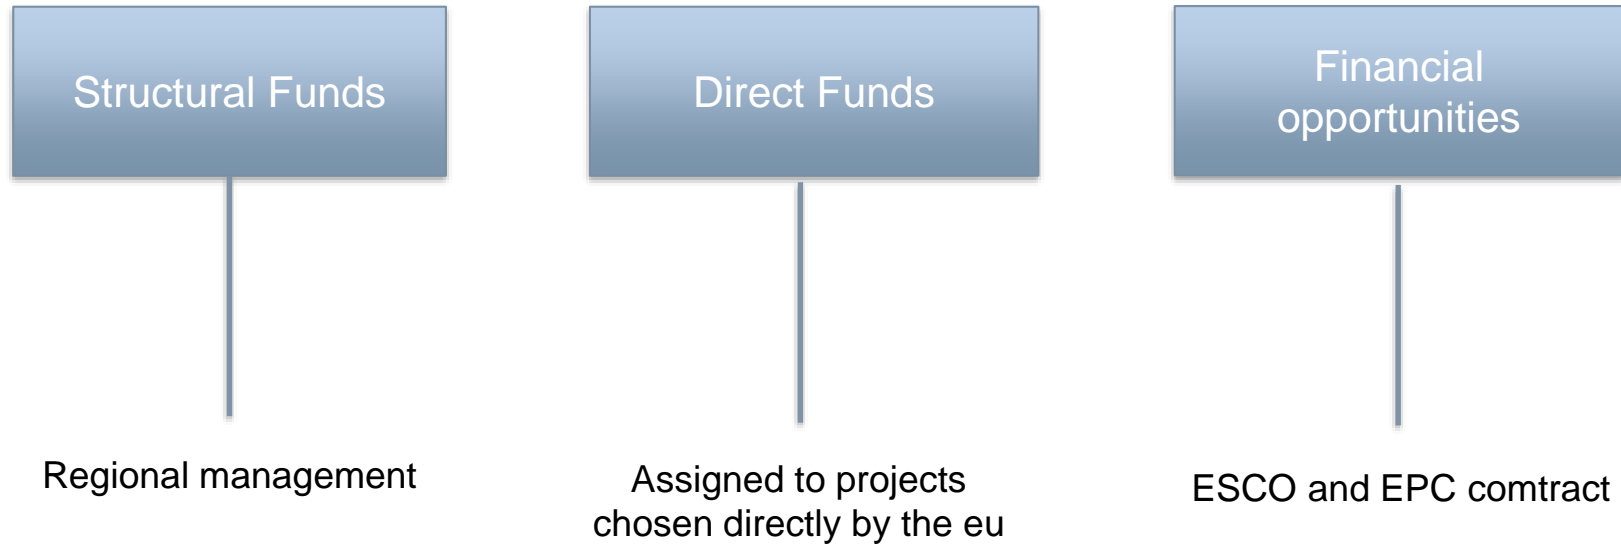 Structural Funds
Direct Funds
Financial
opportunities
Regional management
Assigned to projects
chosen directly by the eu
ESCO and EPC comtract